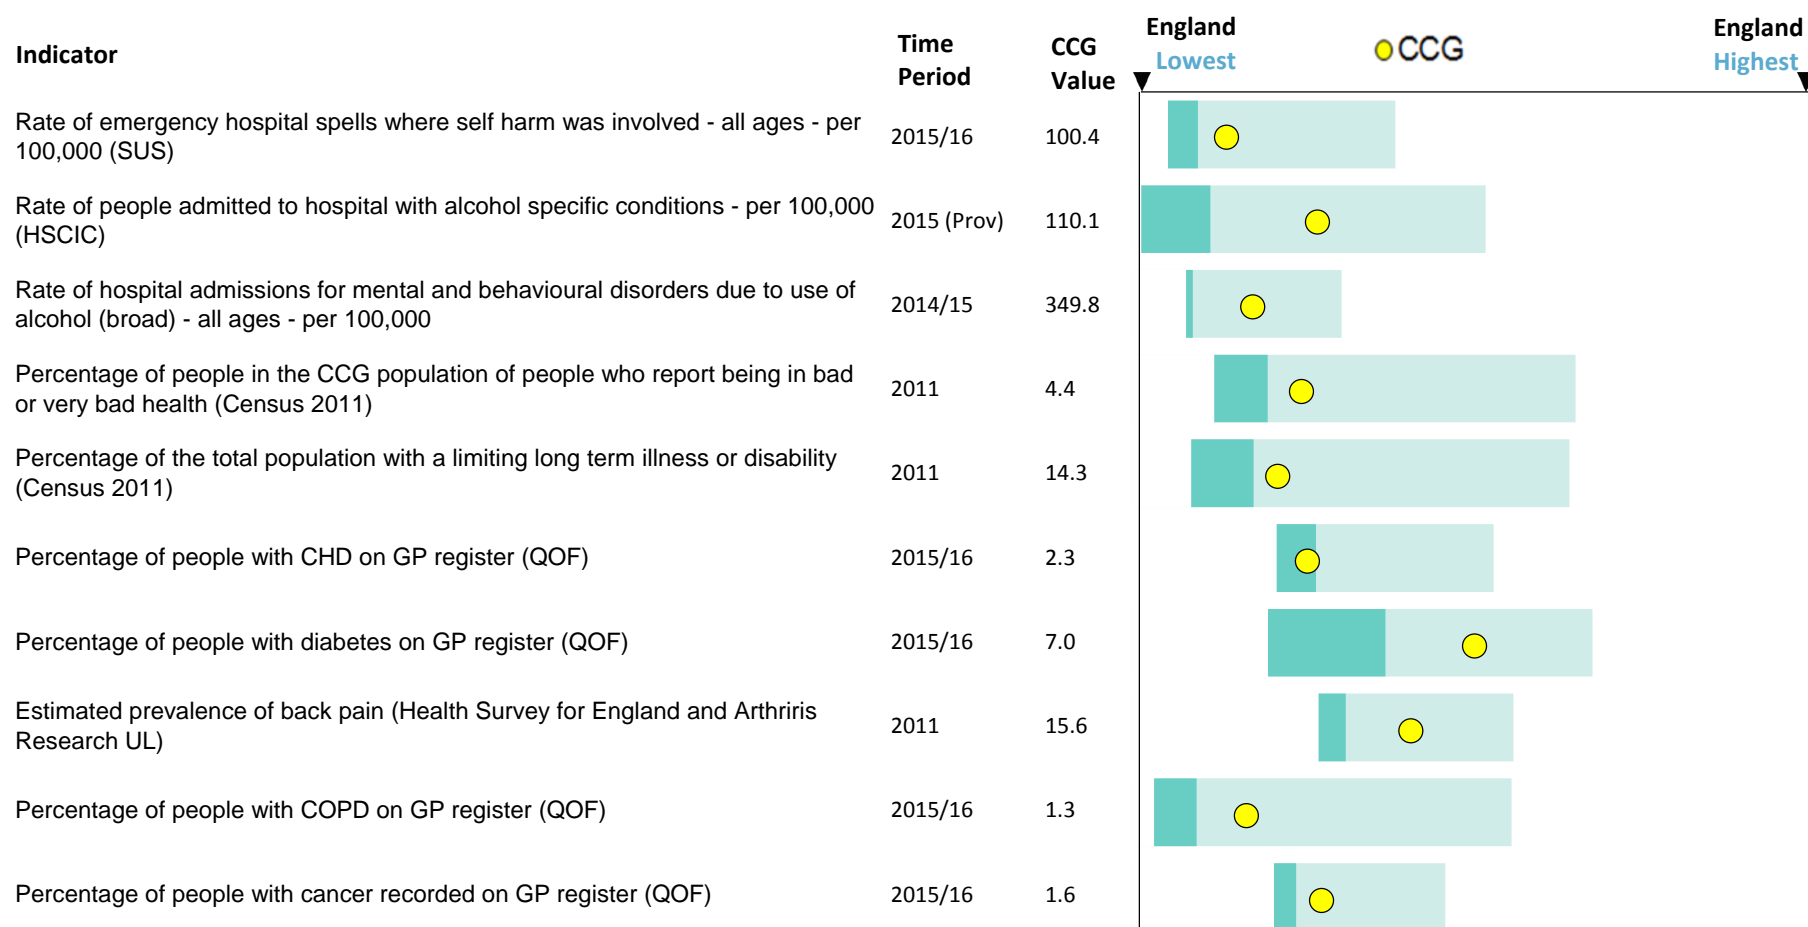 Indicator
Time
Period
CCG
Value
England
Lowest
CCG
England
Highest
Rate of emergency hospital spells where self harm was involved - all ages - per
100,000 (SUS)
2015/16
100.4
Rate of people admitted to hospital with alcohol specific conditions - per 100,000
(HSCIC)
2015 (Prov)
110.1
Rate of hospital admissions for mental and behavioural disorders due to use of
alcohol (broad) - all ages - per 100,000
2014/15
349.8
Percentage of people in the CCG population of people who report being in bad
or very bad health (Census 2011)
2011
4.4
Percentage of the total population with a limiting long term illness or disability
(Census 2011)
2011
14.3
Percentage of people with CHD on GP register (QOF)
2015/16
2.3
Percentage of people with diabetes on GP register (QOF)
2015/16
7.0
Estimated prevalence of back pain (Health Survey for England and Arthriris
Research UL)
2011
15.6
Percentage of people with COPD on GP register (QOF)
2015/16
1.3
Percentage of people with cancer recorded on GP register (QOF)
2015/16
1.6